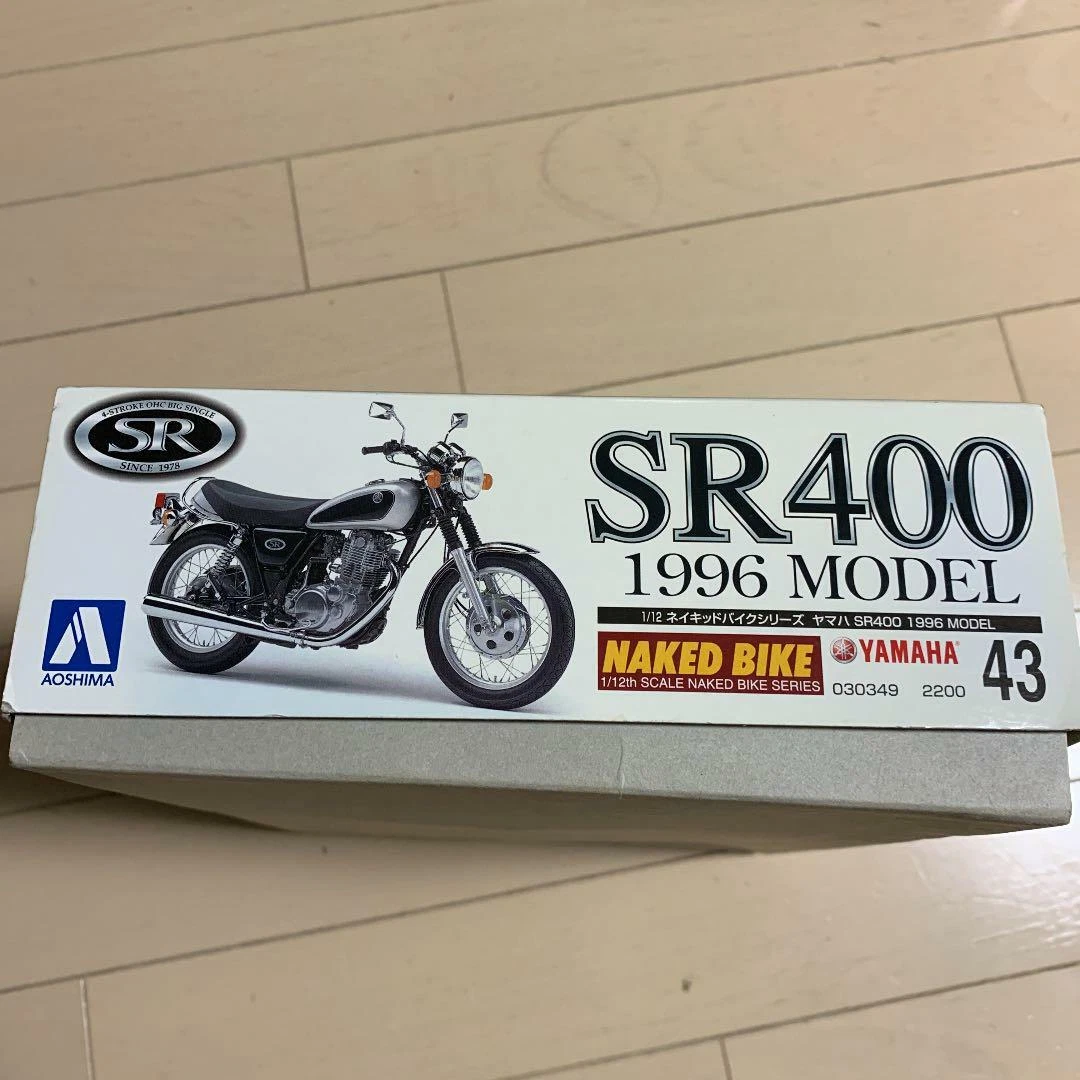 4-STROKE OHC BIG SINGLE
SR
SINCE 1978
SR
AOSHIMA
SR400
1996 MODEL
1/12 ネイキッドバイクシリーズ ヤマハ SR400 1996 MODEL
NAKED BIKE
1/12th SCALE NAKED BIKE SERIES
YAMAHA
030349 2200
43